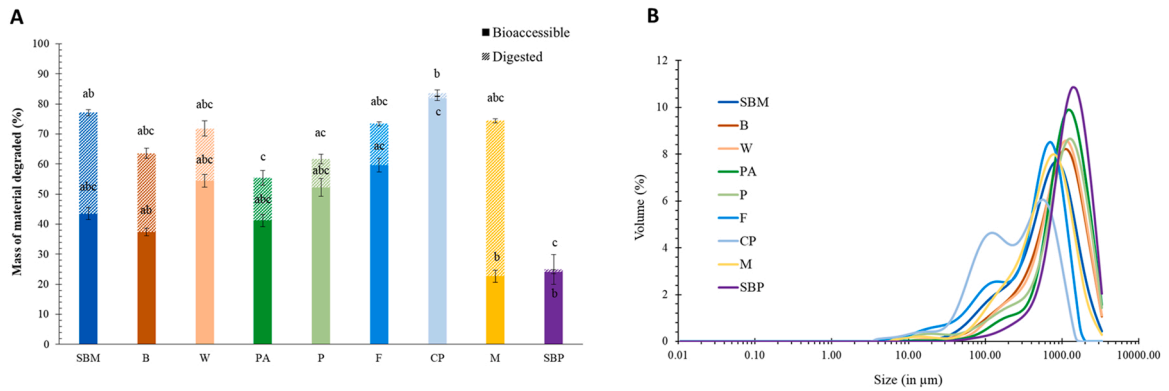 A
Mass of material degraded (%)
100
90
80
70
60
50
40
30
20
10
0
Bioaccessible
Digested
ab
abc
abc
c
ac
abc
b
abc
abc
ab
abc
abc
abc
ac
c
b
c
b
SBM B W PA P F CP M SBP
B
Volume (%)
12
10
8
6
4
2
0
SBM
B
W
PA
P
F
CP
M
SBP
0.01 0.10 1.00 10.00 100.00 1000.00 10000.00
Size (in µm)